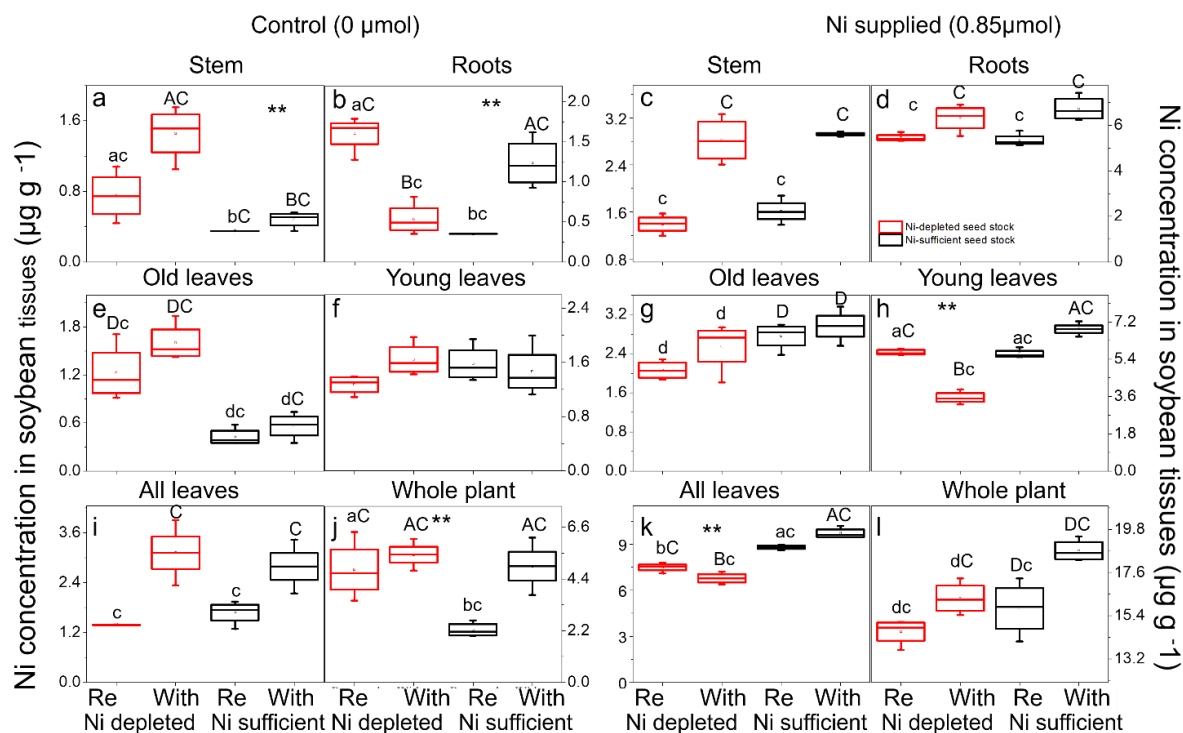 Control (0 µmol)
Ni supplied (0.85µmol)
Stem
Roots
Stem
Roots
a
ac
AC
**
bC
BC
1.6
0.8
0.0
b
aC
Bc
**
bc
AC
2.0
1.5
1.0
0.5
0.0
c
c
C
c
C
3.2
2.4
1.6
0.8
d
c
C
c
C
6
4
2
0
Ni-depleted seed stock
Ni-sufficient seed stock
Old leaves
Young leaves
Old leaves
Young leaves
e
Dc
DC
dc
dC
1.8
1.2
0.6
0.0
f
2.4
1.6
0.8
0.0
g
d
d
D
D
3.2
2.4
1.6
0.8
0.0
h
aC
**
Bc
ac
AC
7.2
5.4
3.6
1.8
0.0
All leaves
Whole plant
All leaves
Whole plant
i
c
C
c
C
3.6
2.4
1.2
0.0
j
aC
AC
**
bc
AC
6.6
4.4
2.2
0.0
k
bC
**
Bc
ac
AC
9
6
3
0
l
dc
dC
Dc
DC
19.8
17.6
15.4
13.2
Re With Re With Re With Re With
Ni depleted Ni sufficient Ni depleted Ni sufficient
Re With Re With Re With Re With
Ni depleted Ni sufficient Ni depleted Ni sufficient
Ni concentration in soybean tissues (µg g -1)
Ni concentration in soybean tissues (µg g -1)